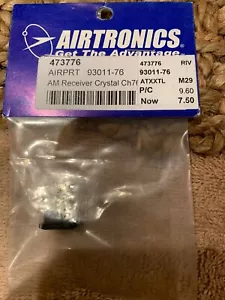 AIRTRONICS
Get The Advantage
473776
AIRPRT 93011-76
AM Receiver Crystal Ch76
473776 RIV
93011-76
ATXXTL M29
P/C 9.60
Now 7.50